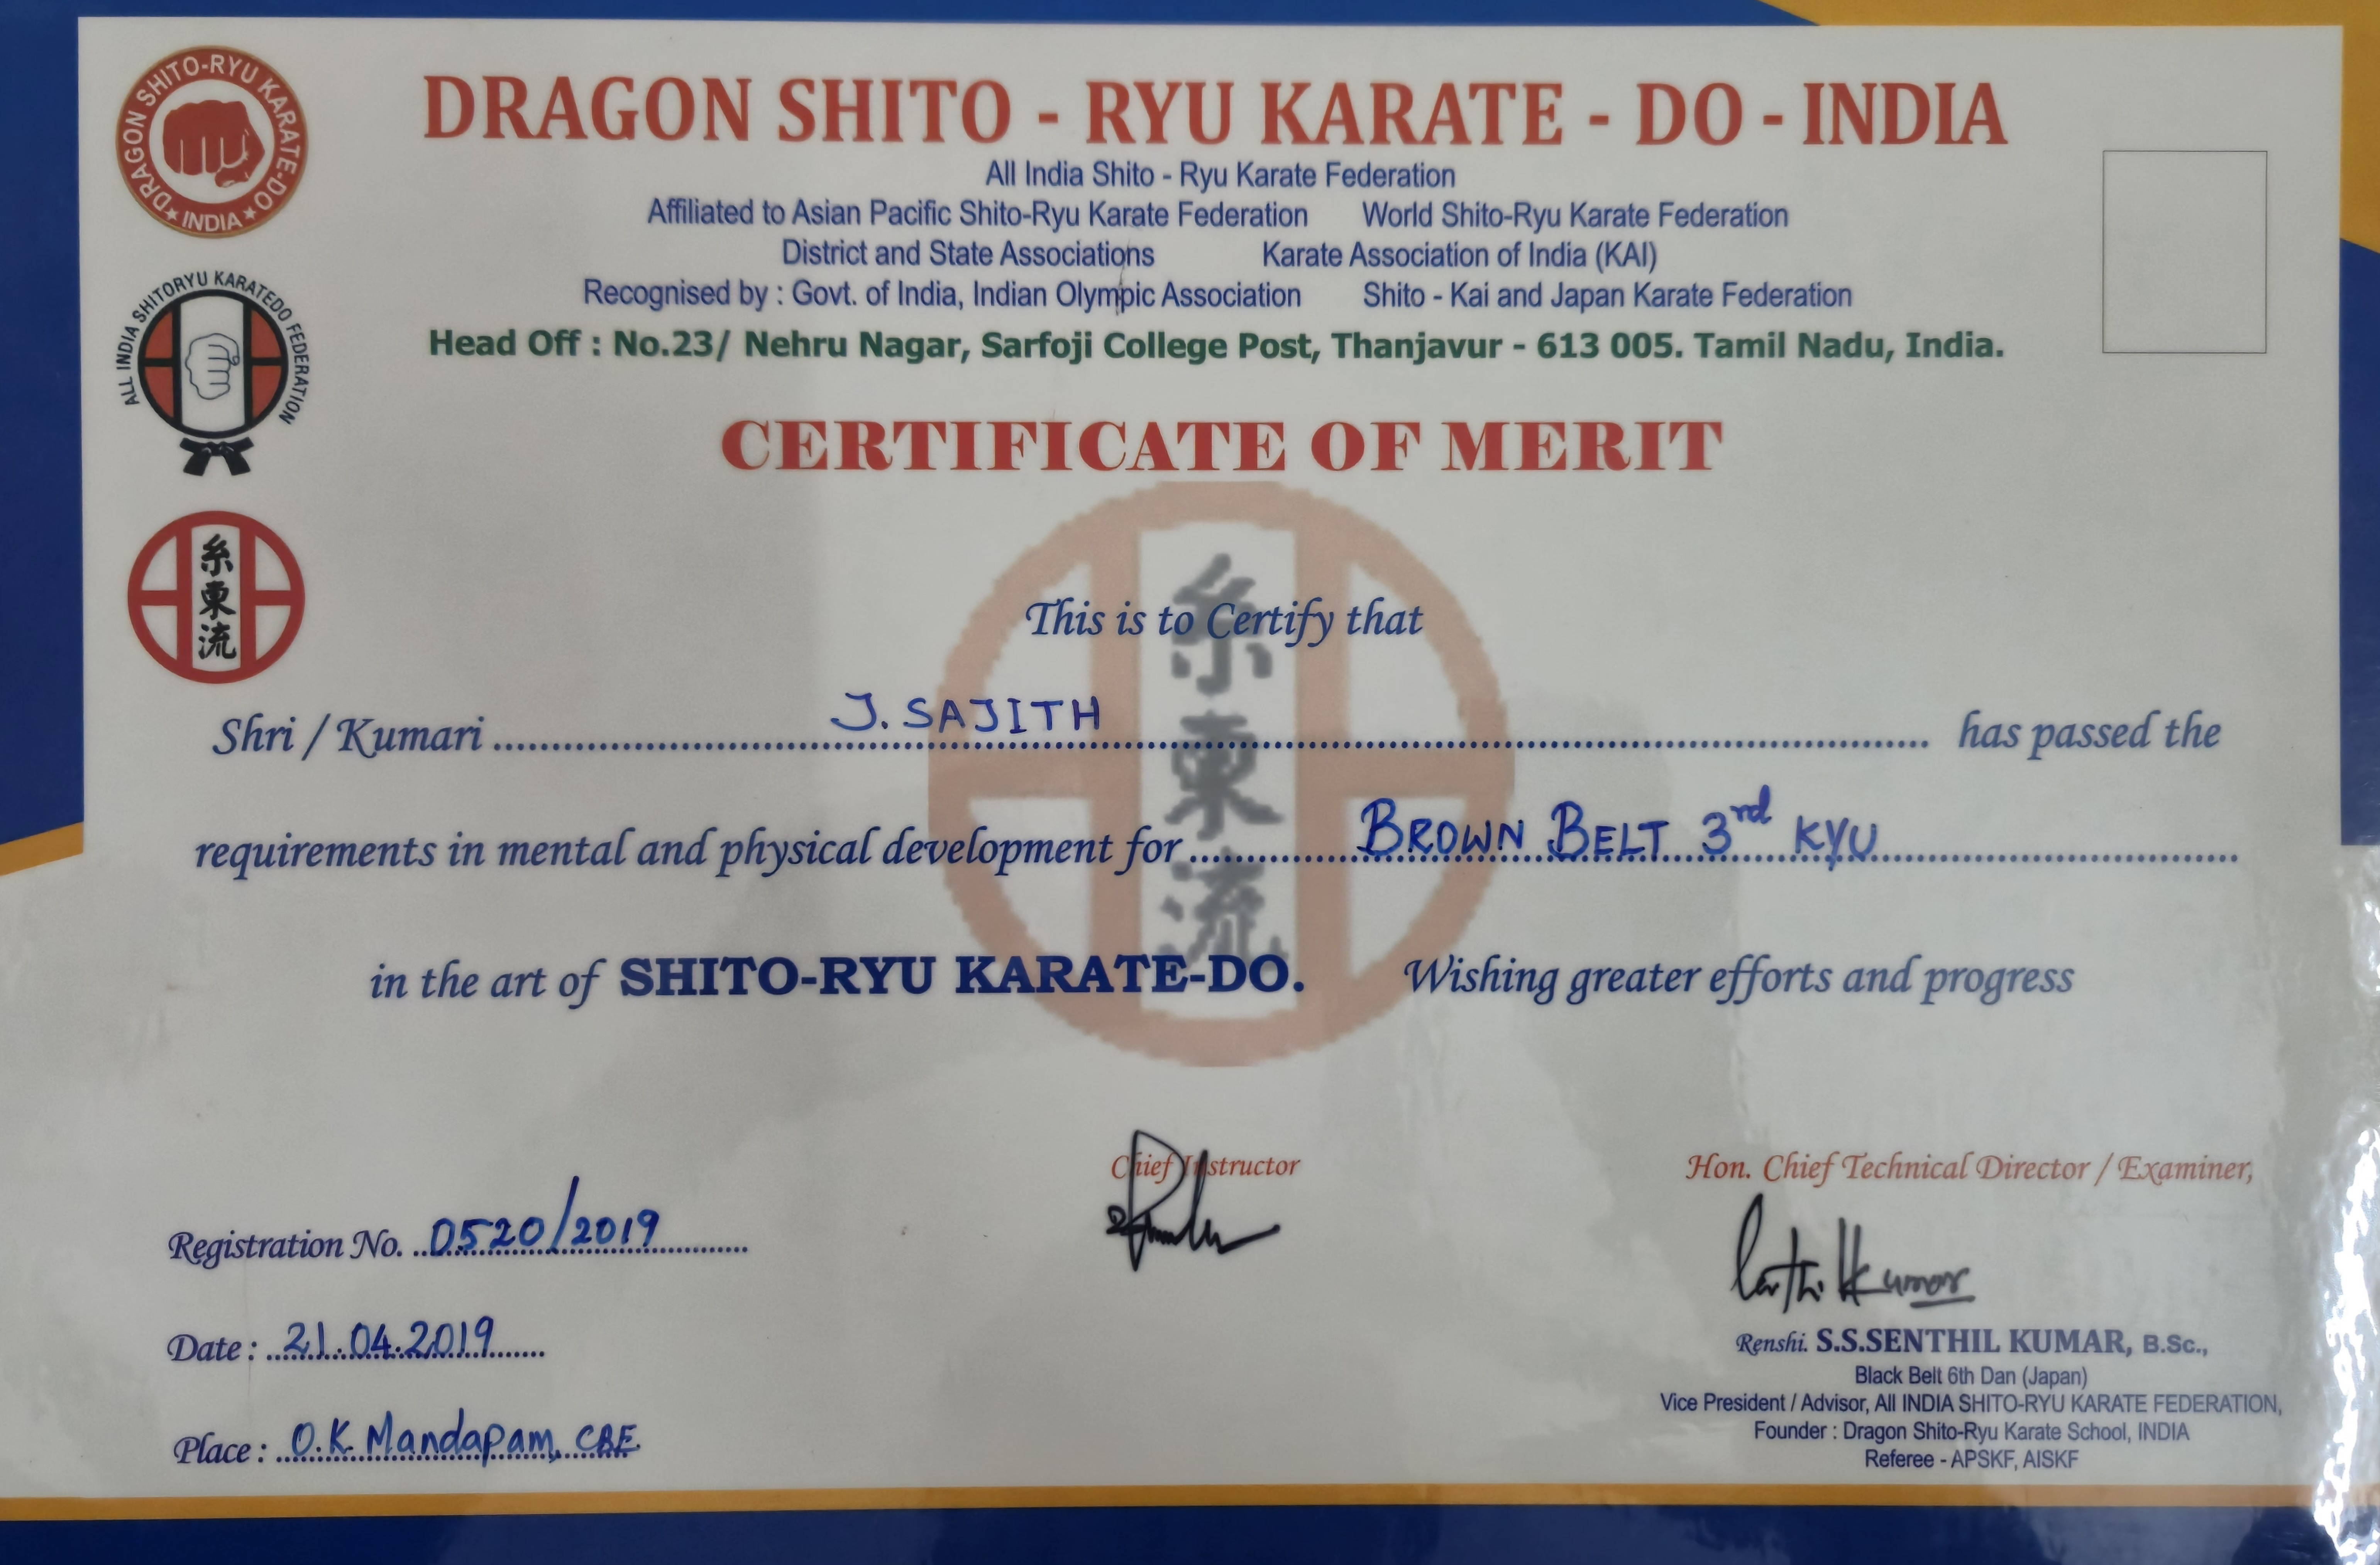 DRAGON SHITO-RYU KARATE-DO
INDIA
DRAGON SHITO - RYU KARATE - DO - INDIA
All India Shito - Ryu Karate Federation
Affiliated to Asian Pacific Shito-Ryu Karate Federation World Shito-Ryu Karate Federation
District and State Associations Karate Association of India (KAI)
Recognised by : Govt. of India, Indian Olympic Association Shito - Kai and Japan Karate Federation
Head Off : No.23/ Nehru Nagar, Sarfoji College Post, Thanjavur - 613 005. Tamil Nadu, India.
ALL INDIA SHITORYU KARATEDO FEDERATION
CERTIFICATE OF MERIT
糸東流
糸東流
This is to Certify that
Shri / Kumari J. SAJITH has passed the
requirements in mental and physical development for BROWN BELT 3rd KYU
in the art of SHITO-RYU KARATE-DO. Wishing greater efforts and progress
Chief Instructor
Hon. Chief Technical Director / Examiner,
Registration No. 0520/2019
Date : 21.04.2019
Place : O.K. Mandapam, CBE.
Renshi. S.S.SENTHIL KUMAR, B.Sc.,
Black Belt 6th Dan (Japan)
Vice President / Advisor, All INDIA SHITO-RYU KARATE FEDERATION,
Founder : Dragon Shito-Ryu Karate School, INDIA
Referee - APSKF, AISKF